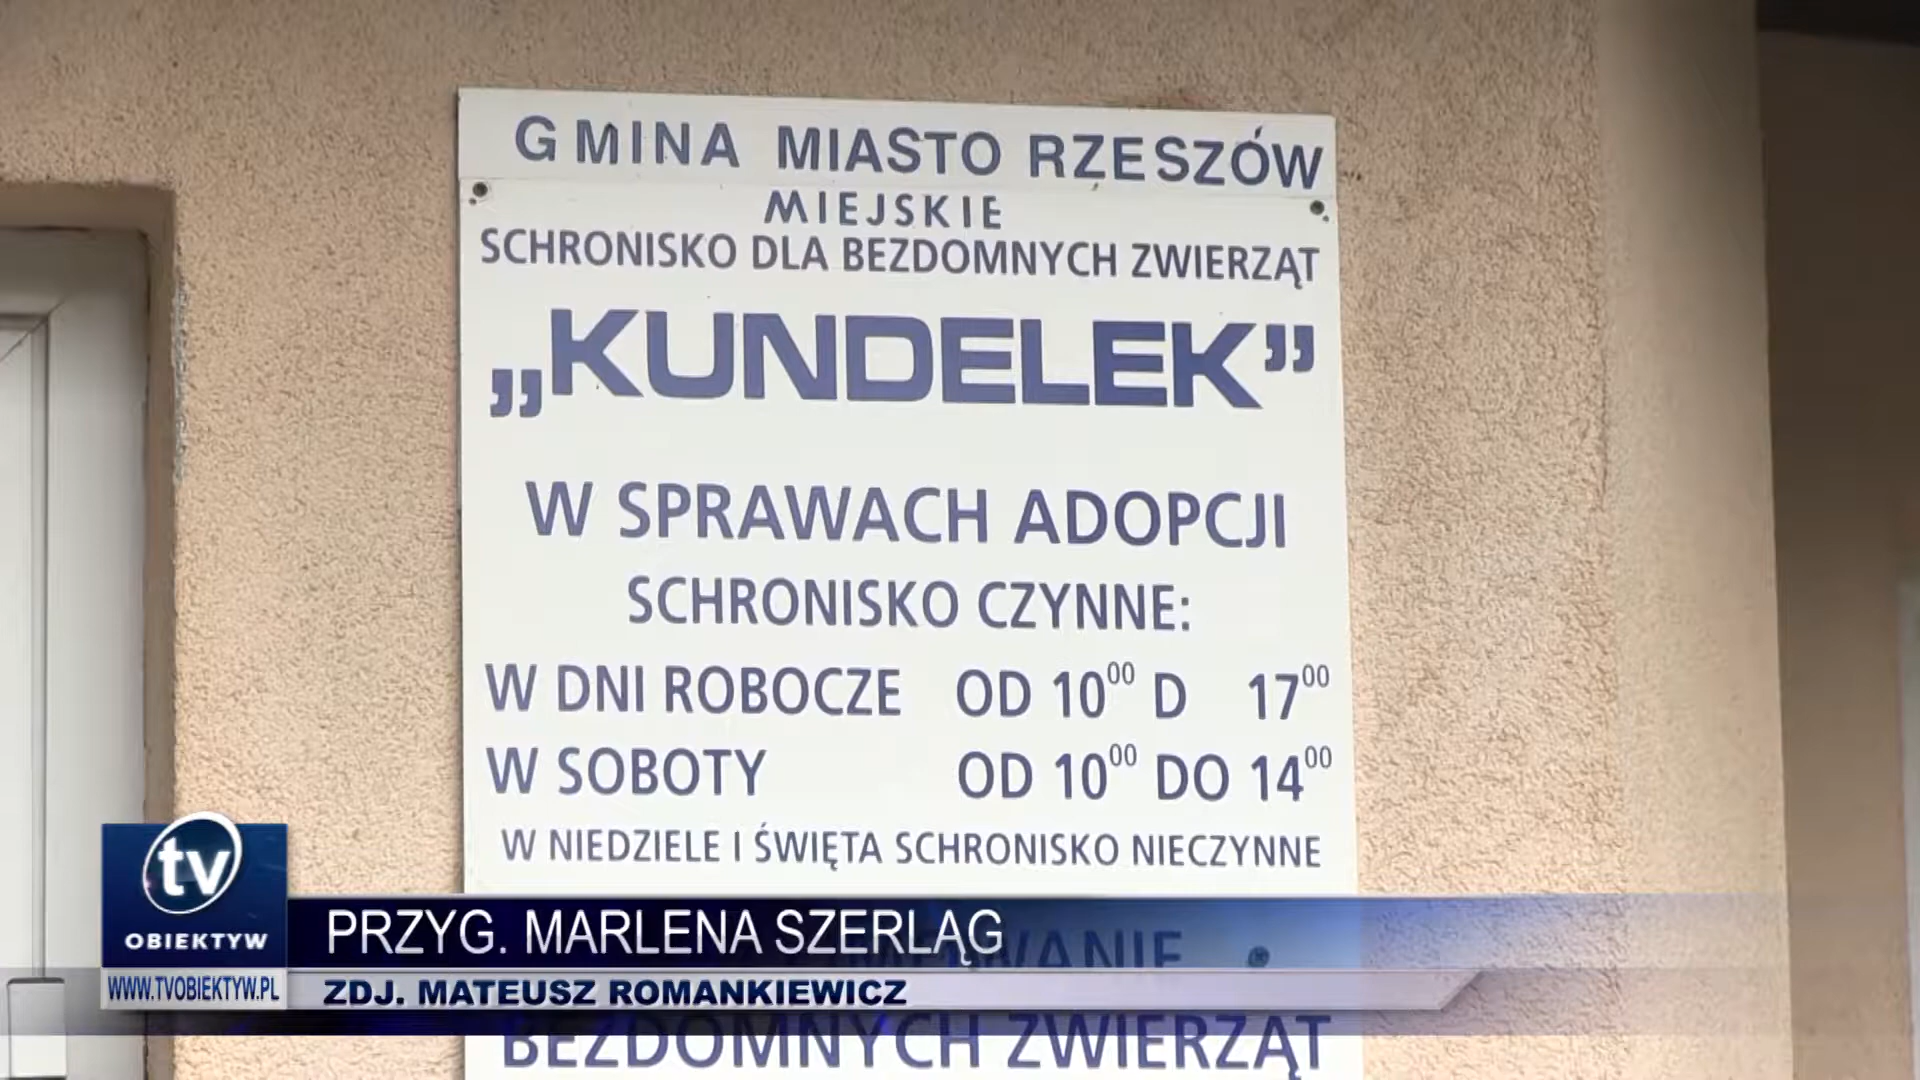 GMINA MIASTO RZESZÓW
MIEJSKIE
SCHRONISKO DLA BEZDOMNYCH ZWIERZĄT
„KUNDELEK”
W SPRAWACH ADOPCJI
SCHRONISKO CZYNNE:
W DNI ROBOCZE OD 10⁰⁰ D 17⁰⁰
W SOBOTY OD 10⁰⁰ DO 14⁰⁰
W NIEDZIELE I ŚWIĘTA SCHRONISKO NIECZYNNE
BEZDOMNYCH ZWIERZĄT
tv
OBIEKTYW
WWW.TVOBIEKTYW.PL
PRZYG. MARLENA SZERLĄG
ZDJ. MATEUSZ ROMANKIEWICZ